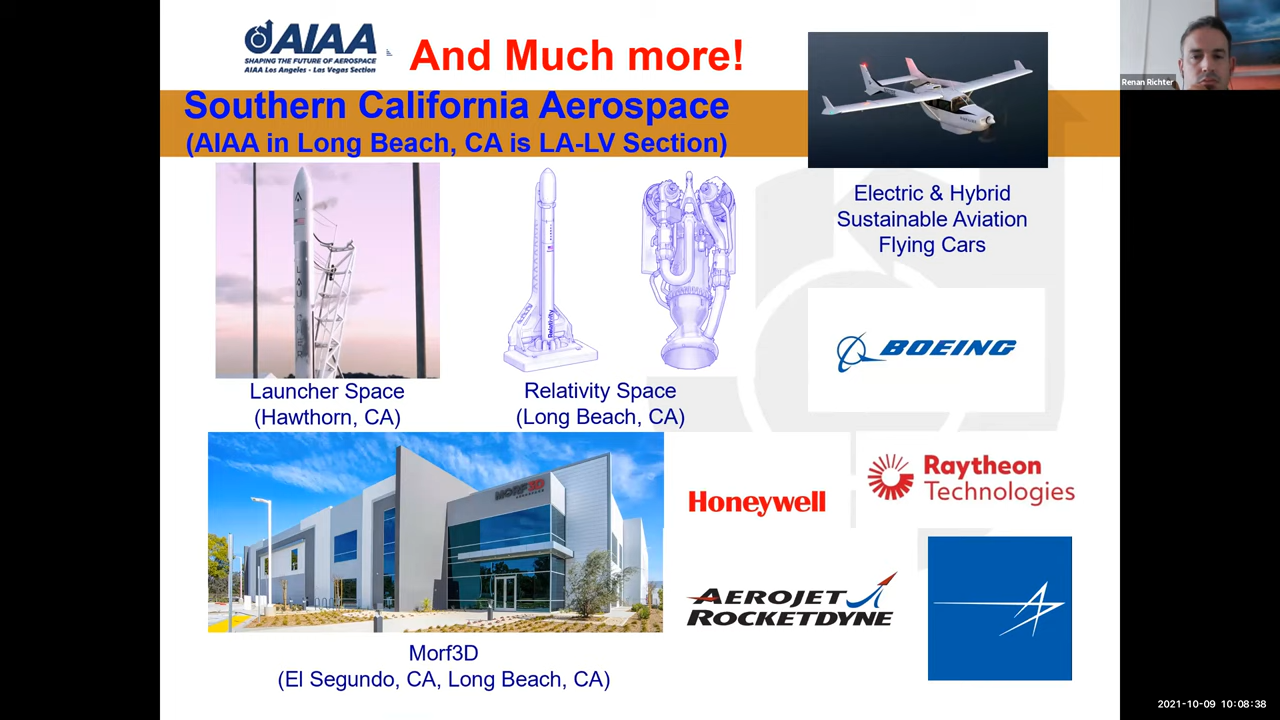 AIAA
SHAPING THE FUTURE OF AEROSPACE
AIAA Los Angeles - Las Vegas Section
And Much more!
Renan Richter
Southern California Aerospace
(AIAA in Long Beach, CA is LA-LV Section)
Electric & Hybrid
Sustainable Aviation
Flying Cars
Relativity
BOEING
Launcher Space
(Hawthorn, CA)
Relativity Space
(Long Beach, CA)
MORF3D
Raytheon
Technologies
Honeywell
AEROJET
ROCKETDYNE
Morf3D
(El Segundo, CA, Long Beach, CA)
2021-10-09 10:08:38